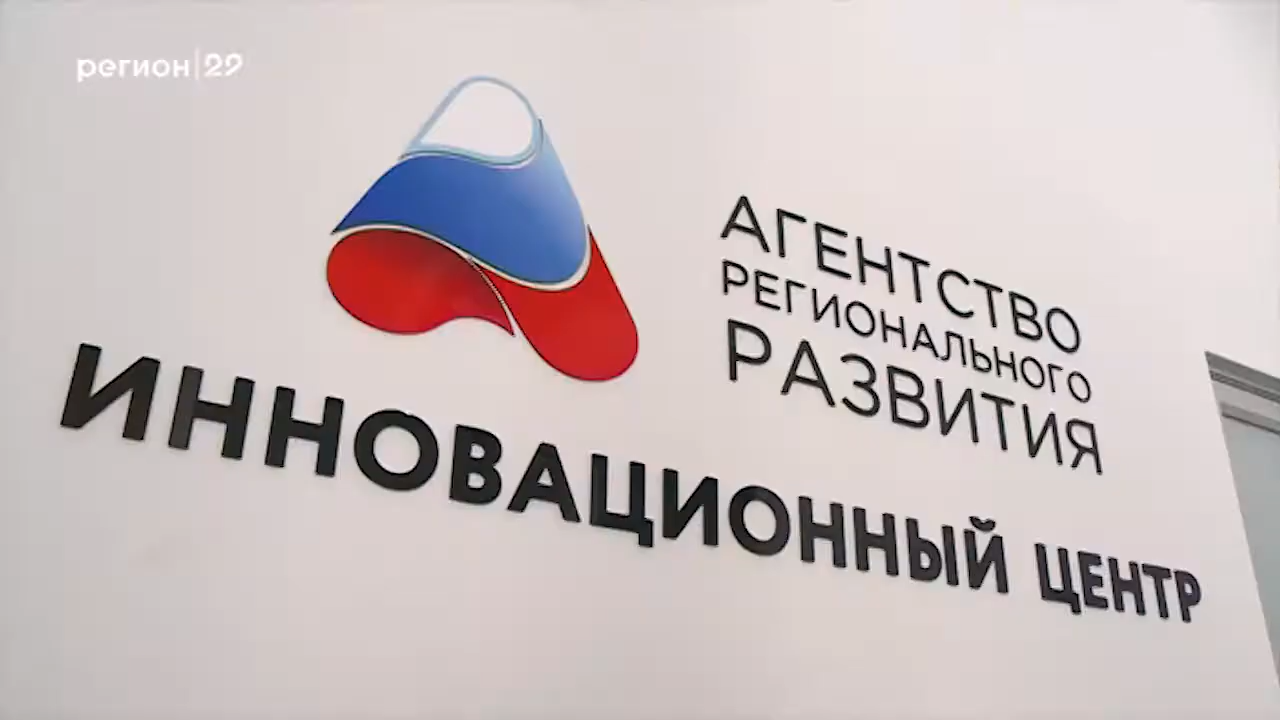 регион|29
АГЕНТСТВО
РЕГИОНАЛЬНОГО
РАЗВИТИЯ
ИННОВАЦИОННЫЙ ЦЕНТР